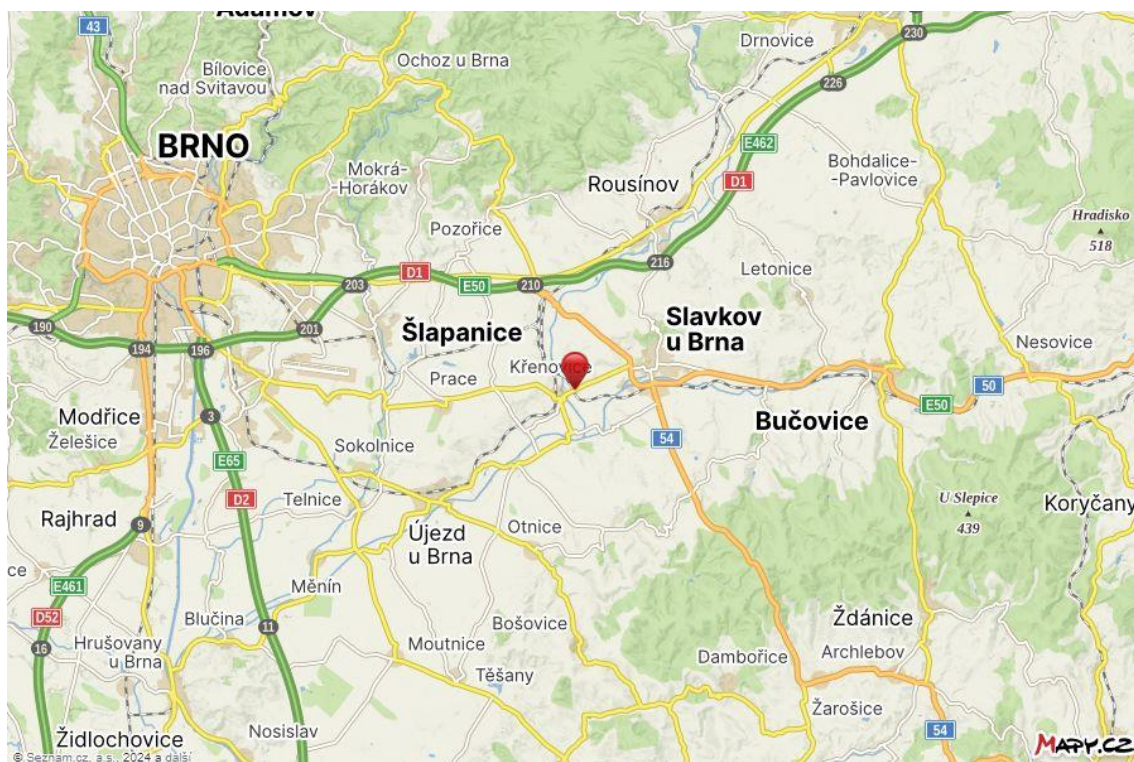 Adamov
43
230
Drnovice
Ochoz u Brna
Bílovice
nad Svitavou
226
BRNO
E462
Mokrá-
-Horákov
Bohdalice-
-Pavlovice
Rousínov
D1
Hradisko
518
Pozořice
216
Letonice
203
D1
E50
210
190
201
Slavkov
u Brna
Šlapanice
194
196
Nesovice
Křenovice
Prace
50
E50
Modřice
3
Bučovice
Želešice
Sokolnice
54
E65
D2
Telnice
U Slepice
439
Koryčany
Rajhrad
9
Újezd
u Brna
Otnice
ce
E461
Měnín
D52
Blučina
11
Bošovice
Ždánice
16
Hrušovany
u Brna
Moutnice
Dambořice
Archlebov
Těšany
Žarošice
Židlochovice
Nosislav
54
© Seznam.cz, a.s., 2024 a další
MAPY.CZ